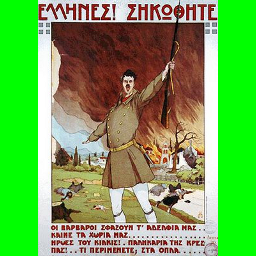 ΕΛΛΗΝΕΣ! ΣΗΚΩΘΗΤΕ
ΟΙ ΒΑΡΒΑΡΟΙ ΣΦΑΖΟΥΝ Τ' ΑΔΕΛΦΙΑ ΜΑΣ...
ΚΑΙΝΕ ΤΑ ΧΩΡΙΑ ΜΑΣ............
ΗΡΩΕΣ ΤΟΥ ΚΙΛΚΙΣ! ΠΑΛΗΚΑΡΙΑ ΤΗΣ ΚΡΕΣ
ΝΑΣ!.. ΤΙ ΠΕΡΙΜΕΝΕΤΕ; ΣΤΑ ΟΠΛΑ.....